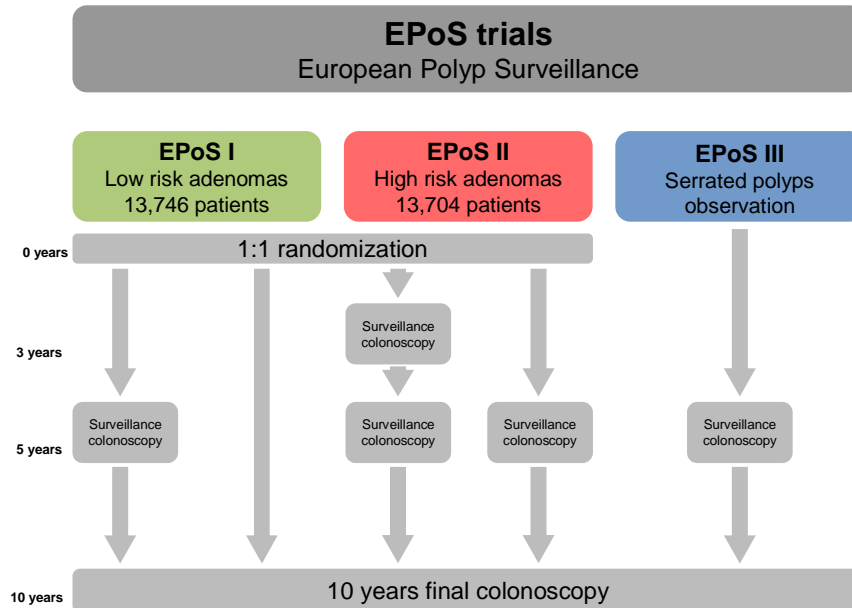 EPoS trials
European Polyp Surveillance
EPoS I
Low risk adenomas
13,746 patients
EPoS II
High risk adenomas
13,704 patients
EPoS III
Serrated polyps
observation
0 years
1:1 randomization
3 years
Surveillance
colonoscopy
5 years
Surveillance
colonoscopy
Surveillance
colonoscopy
Surveillance
colonoscopy
Surveillance
colonoscopy
10 years
10 years final colonoscopy